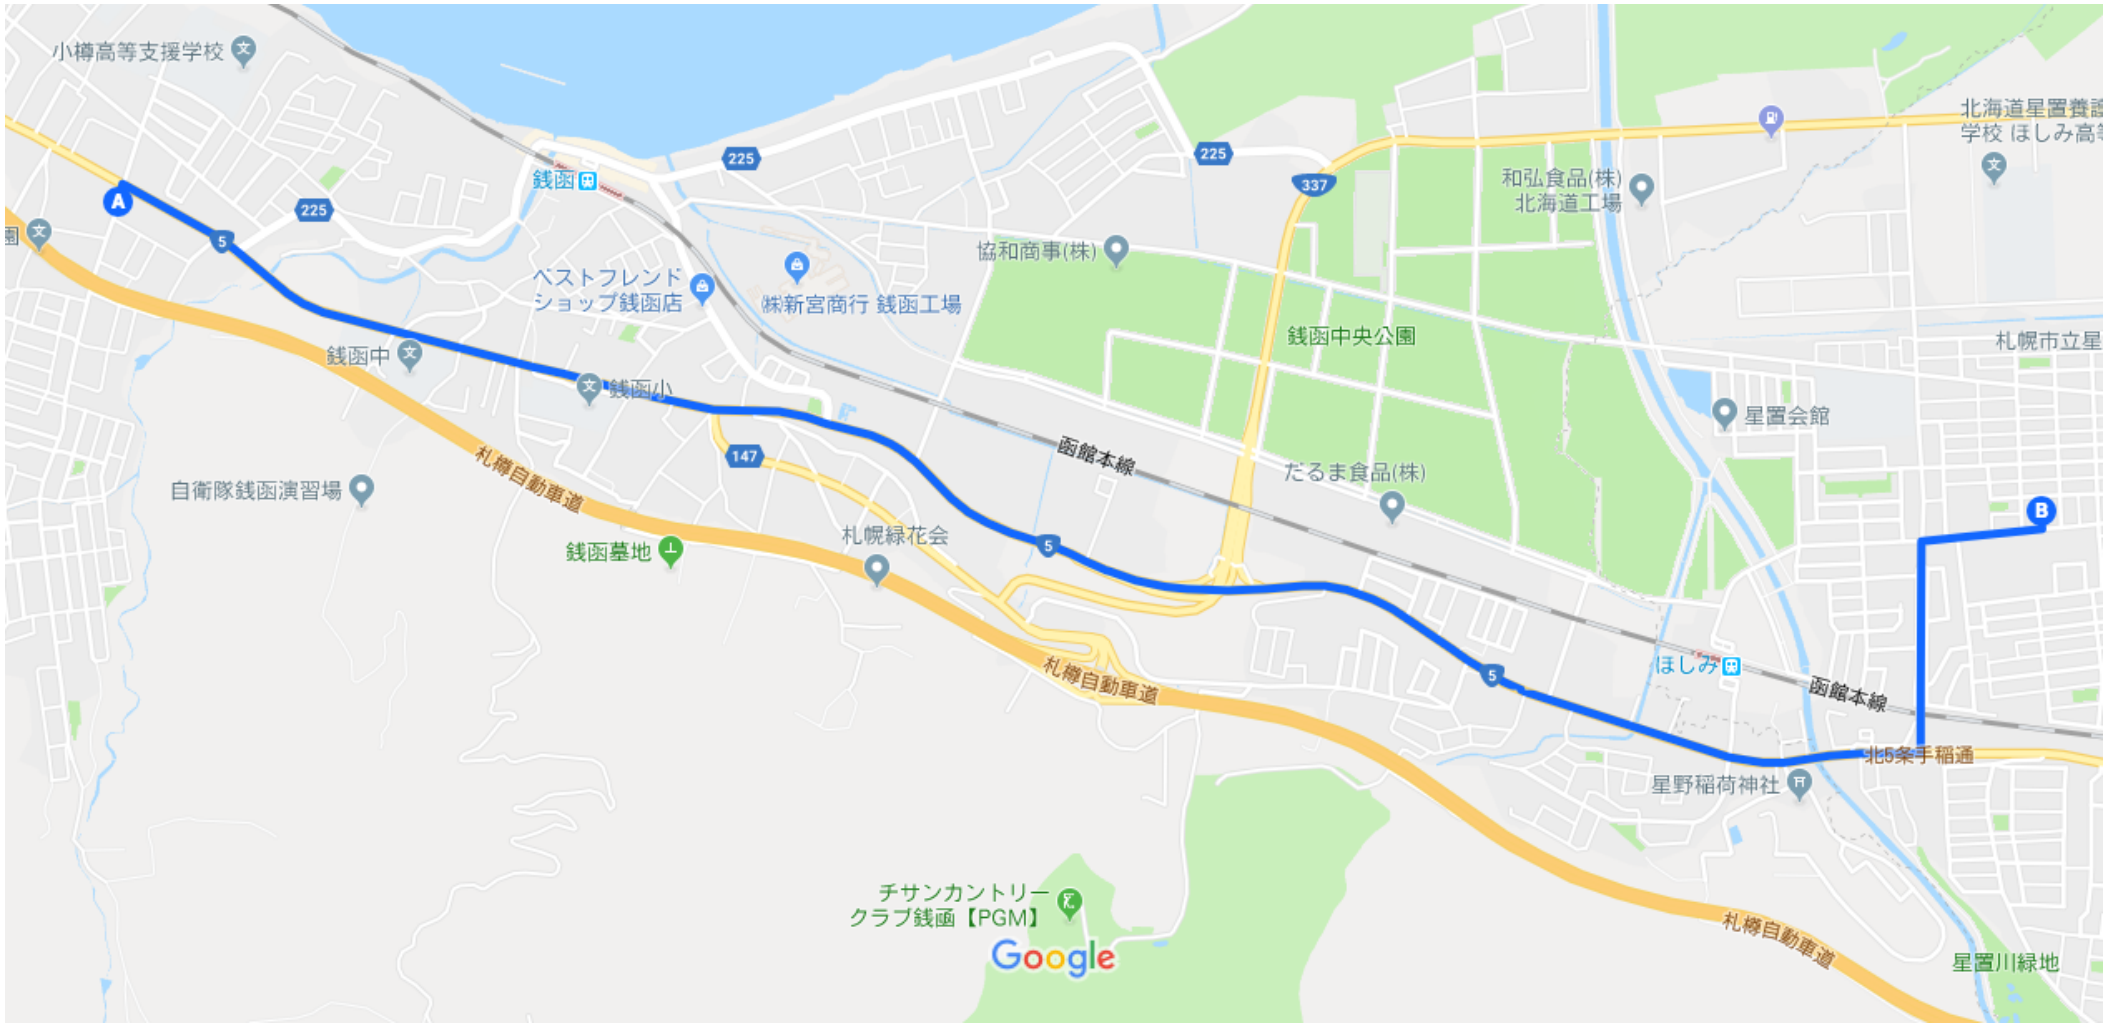 小樽高等支援学校
北海道星置養護
学校 ほしみ高等
225
225
銭函
337
和弘食品(株)
北海道工場
A
225
園
5
協和商事(株)
ベストフレンド
ショップ銭函店
㈱新宮商行 銭函工場
銭函中央公園
札幌市立星
銭函中
銭函小
星置会館
147
函館本線
だるま食品(株)
札樽自動車道
自衛隊銭函演習場
B
札幌緑花会
銭函墓地
5
ほしみ
5
札樽自動車道
函館本線
北5条手稲通
星野稲荷神社
チサンカントリー
クラブ銭函【PGM】
Google
札樽自動車道
星置川緑地